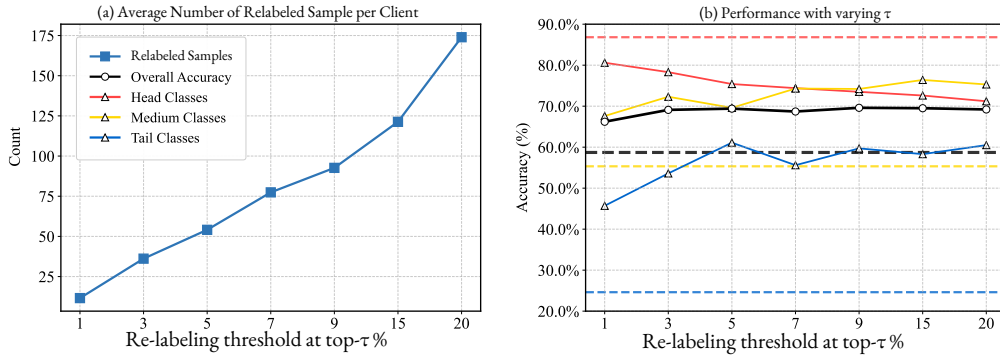 (a) Average Number of Relabeled Sample per Client
175
150
125
100
75
50
25
Count
Relabeled Samples
Overall Accuracy
Head Classes
Medium Classes
Tail Classes
1 3 5 7 9 15 20
Re-labeling threshold at top-τ %
(b) Performance with varying τ
90.0%
80.0%
70.0%
60.0%
50.0%
40.0%
30.0%
20.0%
Accuracy (%)
1 3 5 7 9 15 20
Re-labeling threshold at top-τ %